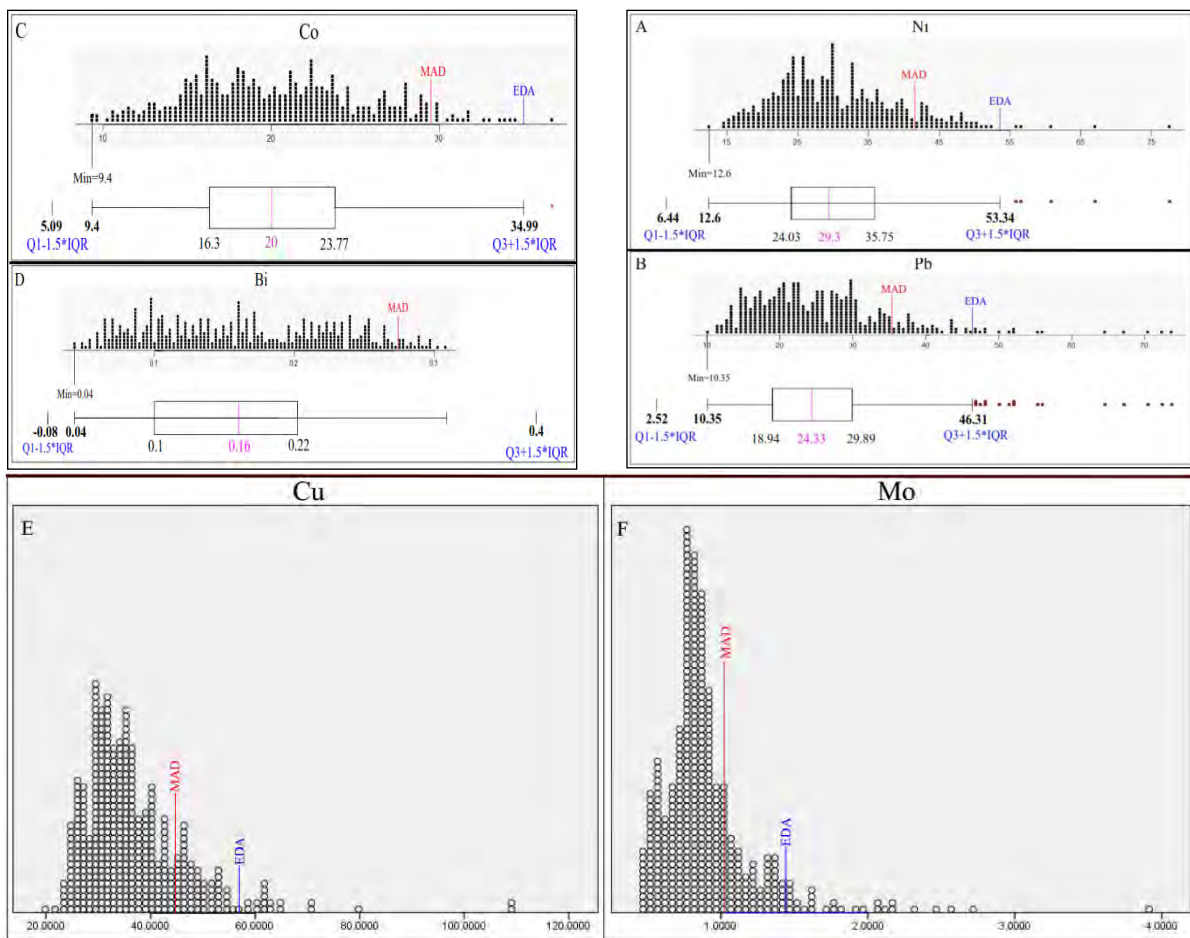 C
Co
MAD
EDA
10
20
30
Min=9.4
5.09
9.4
34.99
Q1-1.5*IQR
16.3
20
23.77
Q3+1.5*IQR
A
Nı
MAD
EDA
15
25
35
45
55
65
75
Min=12.6
6.44
12.6
53.34
Q1-1.5*IQR
24.03
29.3
35.75
Q3+1.5*IQR
D
Bi
MAD
01
02
03
Min=0.04
-0.08
0.04
0.4
Q1-1.5*IQR
0.1
0.16
0.22
Q3+1.5*IQR
B
Pb
MAD
EDA
10
20
30
40
50
60
70
Min=10.35
2.52
10.35
46.31
Q1-1.5*IQR
18.94
24.33
29.89
Q3+1.5*IQR
Cu
E
MAD
EDA
20.0000
40.0000
60.0000
80.0000
100.0000
120.0000
Mo
F
MAD
EDA
1.0000
2.0000
3.0000
4.0000